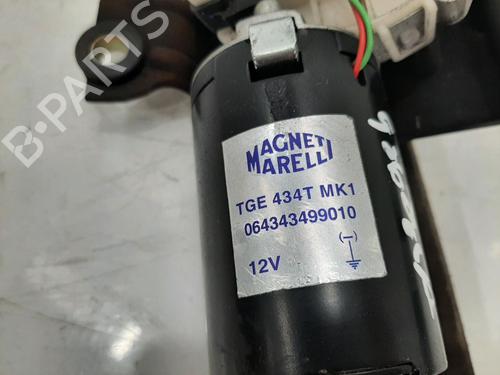 B-PARTS
MAGNETI
MARELLI
TGE 434T MK1
064343499010
(-)
12V